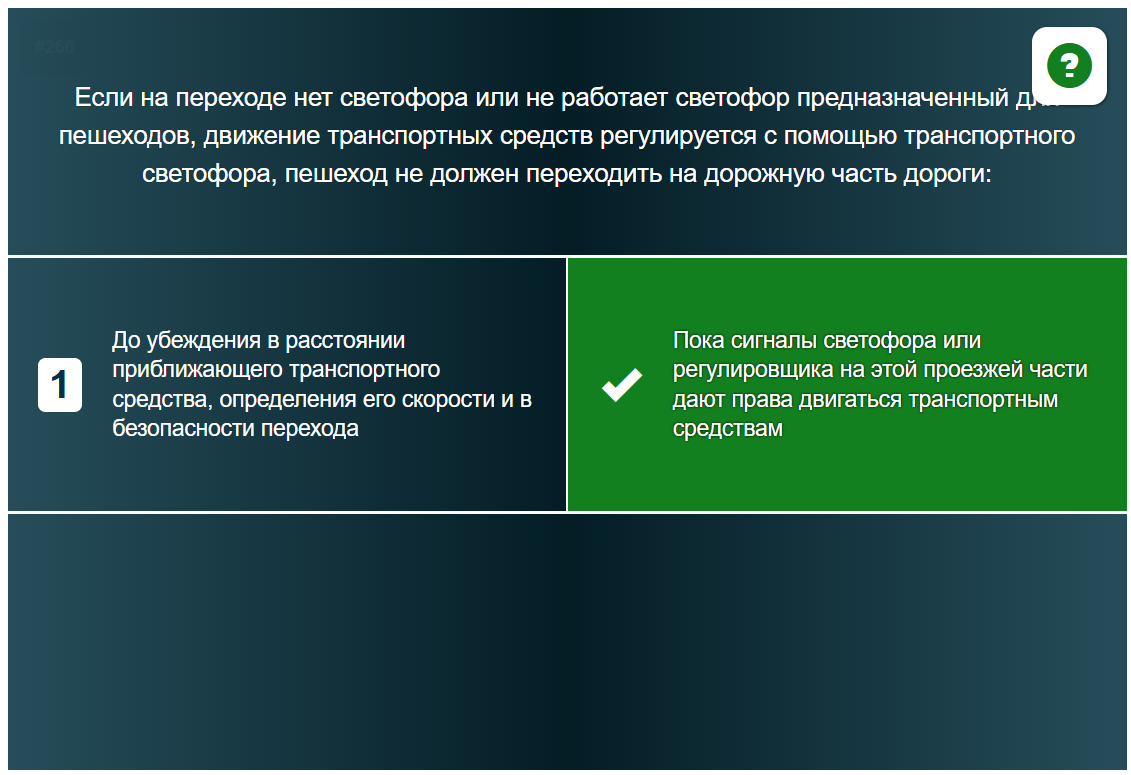 #266
?
Если на переходе нет светофора или не работает светофор предназначенный для
пешеходов, движение транспортных средств регулируется с помощью транспортного
светофора, пешеход не должен переходить на дорожную часть дороги:
1
До убеждения в расстоянии
приближающего транспортного
средства, определения его скорости и в
безопасности перехода
Пока сигналы светофора или
регулировщика на этой проезжей части
дают права двигаться транспортным
средствам